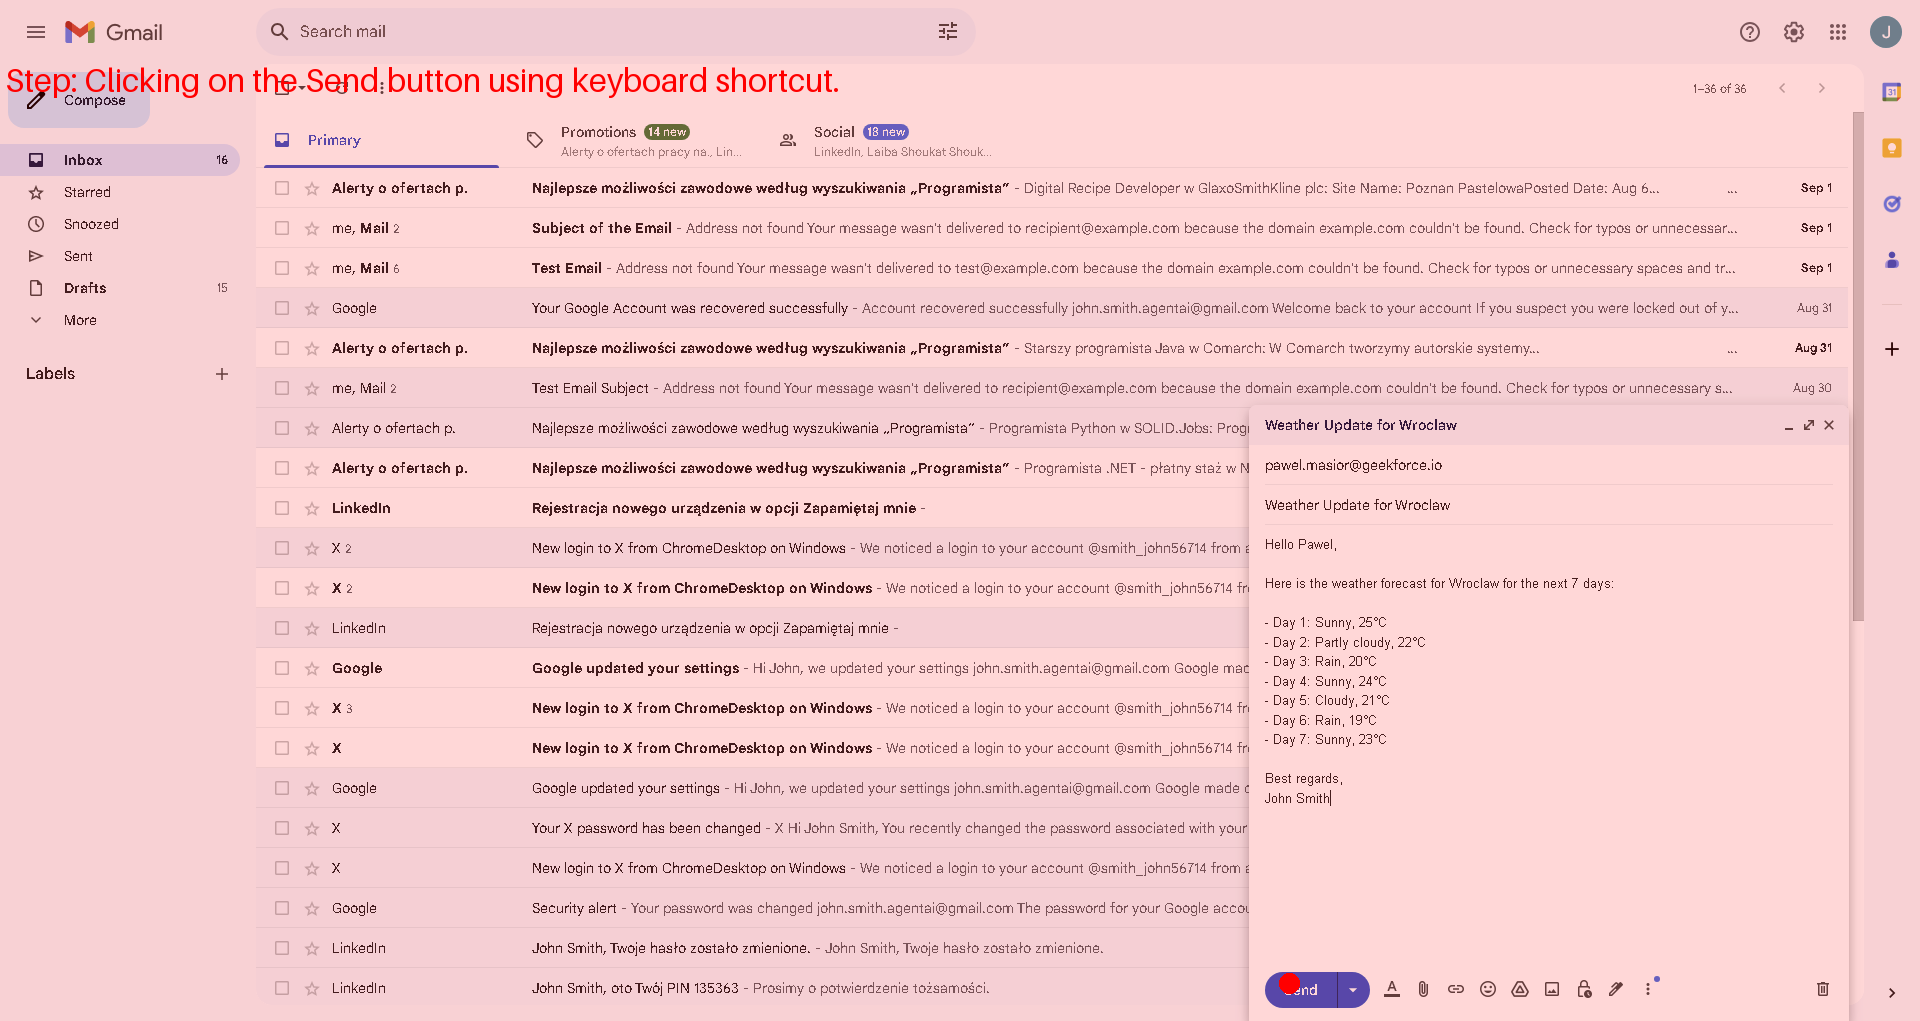 Gmail
Search mail
J
Step: Clicking on the Send button using keyboard shortcut.
Compose
1–36 of 36
Primary
Promotions 14 new
Alerty o ofertach pracy na., Lin...
Social 18 new
LinkedIn, Laiba Shoukat Shouk...
Inbox 16
Starred
Snoozed
Sent
Drafts 15
More
Labels
Alerty o ofertach p. Najlepsze możliwości zawodowe według wyszukiwania „Programista” - Digital Recipe Developer w GlaxoSmithKline plc: Site Name: Poznan PastelowaPosted Date: Aug 6... ... Sep 1
me, Mail 2 Subject of the Email - Address not found Your message wasn't delivered to recipient@example.com because the domain example.com couldn't be found. Check for typos or unnecessar... Sep 1
me, Mail 6 Test Email - Address not found Your message wasn't delivered to test@example.com because the domain example.com couldn't be found. Check for typos or unnecessary spaces and tr... Sep 1
Google Your Google Account was recovered successfully - Account recovered successfully john.smith.agentai@gmail.com Welcome back to your account If you suspect you were locked out of y... Aug 31
Alerty o ofertach p. Najlepsze możliwości zawodowe według wyszukiwania „Programista” - Starszy programista Java w Comarch: W Comarch tworzymy autorskie systemy... ... Aug 31
me, Mail 2 Test Email Subject - Address not found Your message wasn't delivered to recipient@example.com because the domain example.com couldn't be found. Check for typos or unnecessary s... Aug 30
Alerty o ofertach p. Najlepsze możliwości zawodowe według wyszukiwania „Programista” - Programista Python w SOLID.Jobs: Prog
Alerty o ofertach p. Najlepsze możliwości zawodowe według wyszukiwania „Programista” - Programista .NET - płatny staż w N
LinkedIn Rejestracja nowego urządzenia w opcji Zapamiętaj mnie -
X 2 New login to X from ChromeDesktop on Windows - We noticed a login to your account @smith_john56714 from a
X 2 New login to X from ChromeDesktop on Windows - We noticed a login to your account @smith_john56714 fro
LinkedIn Rejestracja nowego urządzenia w opcji Zapamiętaj mnie -
Google Google updated your settings - Hi John, we updated your settings john.smith.agentai@gmail.com Google mad
X 3 New login to X from ChromeDesktop on Windows - We noticed a login to your account @smith_john56714 fro
X New login to X from ChromeDesktop on Windows - We noticed a login to your account @smith_john56714 fro
Google Google updated your settings - Hi John, we updated your settings john.smith.agentai@gmail.com Google made c
X Your X password has been changed - X Hi John Smith, You recently changed the password associated with your
X New login to X from ChromeDesktop on Windows - We noticed a login to your account @smith_john56714 from a
Google Security alert - Your password was changed john.smith.agentai@gmail.com The password for your Google accou
LinkedIn John Smith, Twoje hasło zostało zmienione. - John Smith, Twoje hasło zostało zmienione.
LinkedIn John Smith, oto Twój PIN 135363 - Prosimy o potwierdzenie tożsamości.
Weather Update for Wroclaw
pawel.masior@geekforce.io
Weather Update for Wroclaw
Hello Pawel,
Here is the weather forecast for Wroclaw for the next 7 days:
- Day 1: Sunny, 25°C
- Day 2: Partly cloudy, 22°C
- Day 3: Rain, 20°C
- Day 4: Sunny, 24°C
- Day 5: Cloudy, 21°C
- Day 6: Rain, 19°C
- Day 7: Sunny, 23°C
Best regards,
John Smith
Send